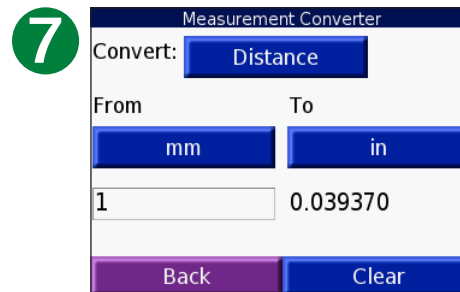 7
Measurement Converter
Convert: Distance
From To
mm in
1 0.039370
Back Clear